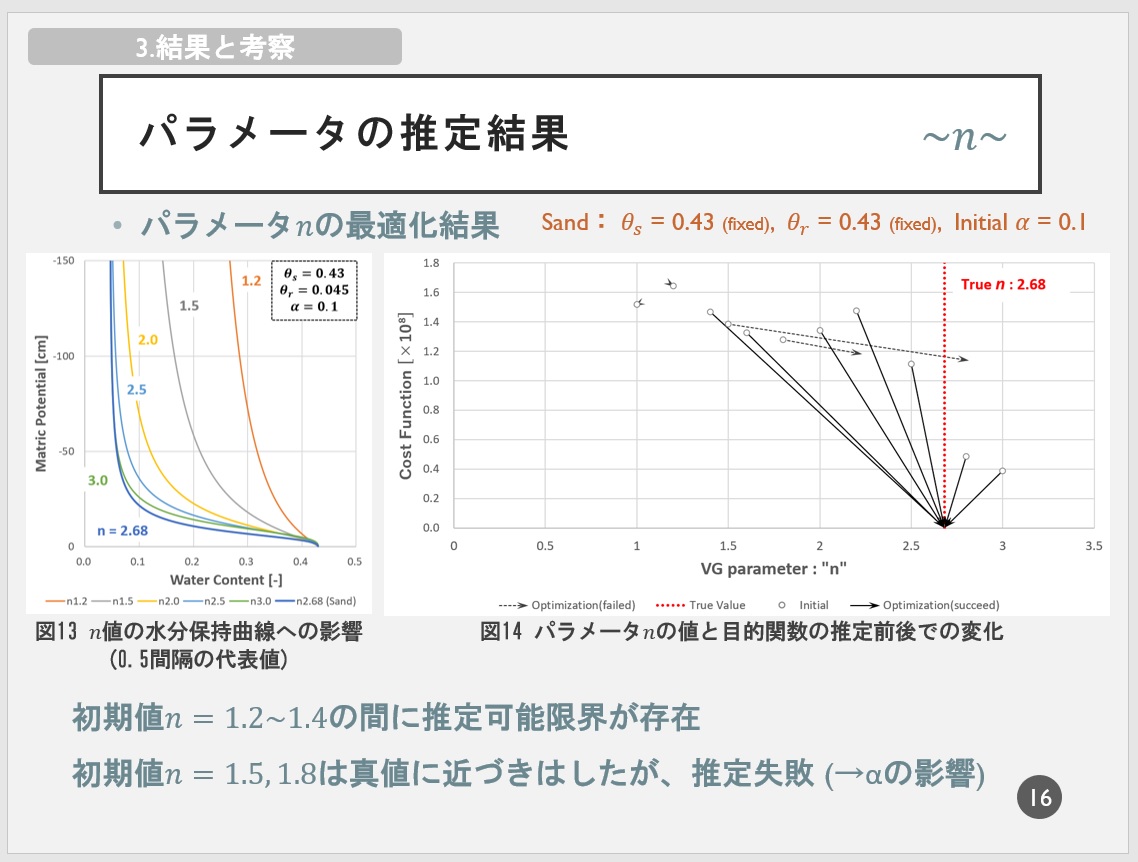 3.結果と考察
パラメータの推定結果
~n~
• パラメータnの最適化結果
Sand： θs = 0.43 (fixed), θr = 0.43 (fixed), Initial α = 0.1
-150
-100
-50
0
Matric Potential [cm]
1.2
1.5
2.0
2.5
3.0
n = 2.68
θs = 0.43
θr = 0.045
α = 0.1
0.0 0.1 0.2 0.3 0.4 0.5
Water Content [-]
n1.2 n1.5 n2.0 n2.5 n3.0 n2.68 (Sand)
図13 n値の水分保持曲線への影響
(0.5間隔の代表値)
1.8
1.6
1.4
1.2
1.0
0.8
0.6
0.4
0.2
0.0
Cost Function [×10⁸]
True n : 2.68
0 0.5 1 1.5 2 2.5 3 3.5
VG parameter : "n"
Optimization(failed) True Value Initial Optimization(succeed)
図14 パラメータnの値と目的関数の推定前後での変化
初期値n = 1.2~1.4の間に推定可能限界が存在
初期値n = 1.5, 1.8は真値に近づきはしたが、推定失敗 (→αの影響)
16